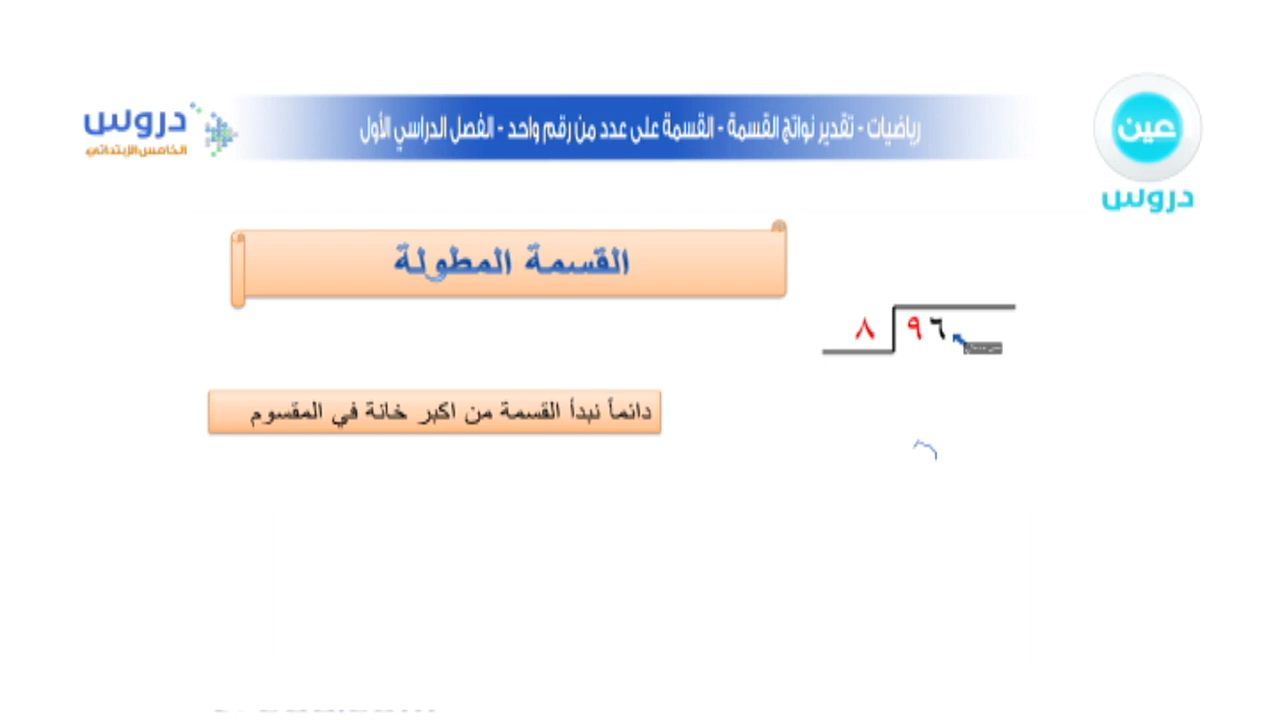 رياضيات - تقدير نواتج القسمة - القسمة على عدد من رقم واحد - الفصل الدراسي الأول
دروس
الخامس الإبتدائي
عين
دروس
القسمة المطولة
٨ ٩٦
دائماً نبدأ القسمة من اكبر خانة في المقسوم